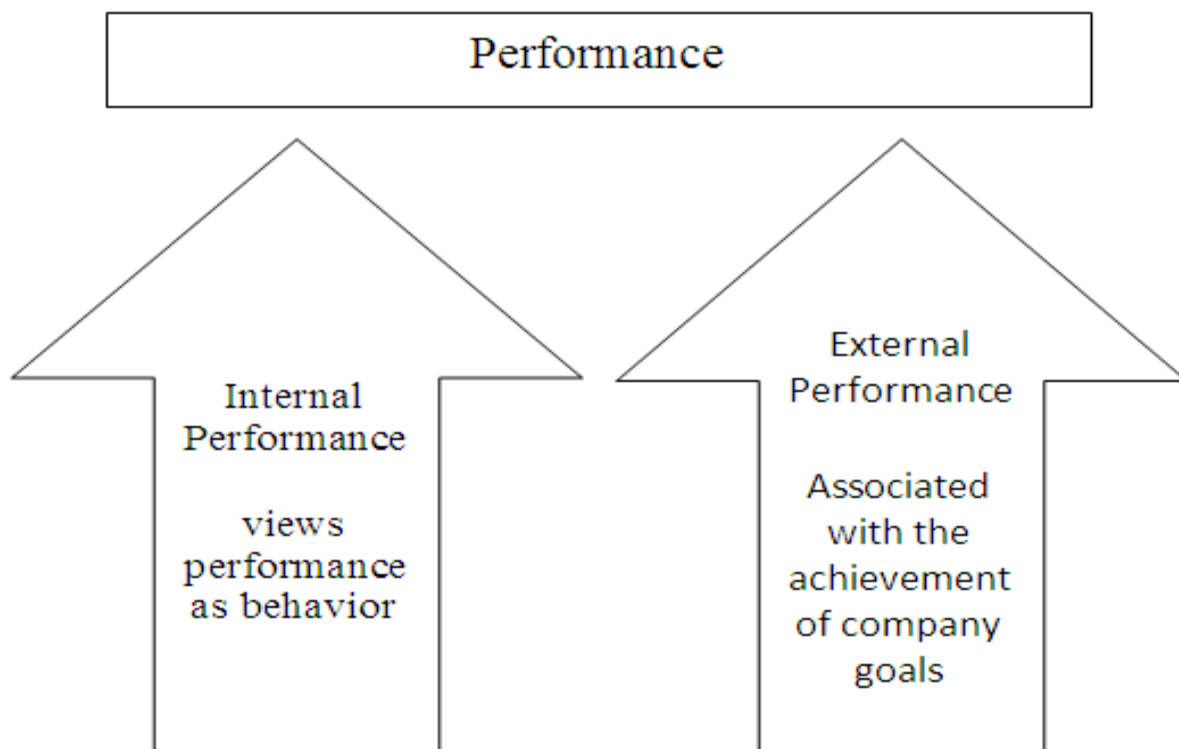 Performance
Internal
Performance
views
performance
as behavior
External
Performance
Associated
with the
achievement
of company
goals